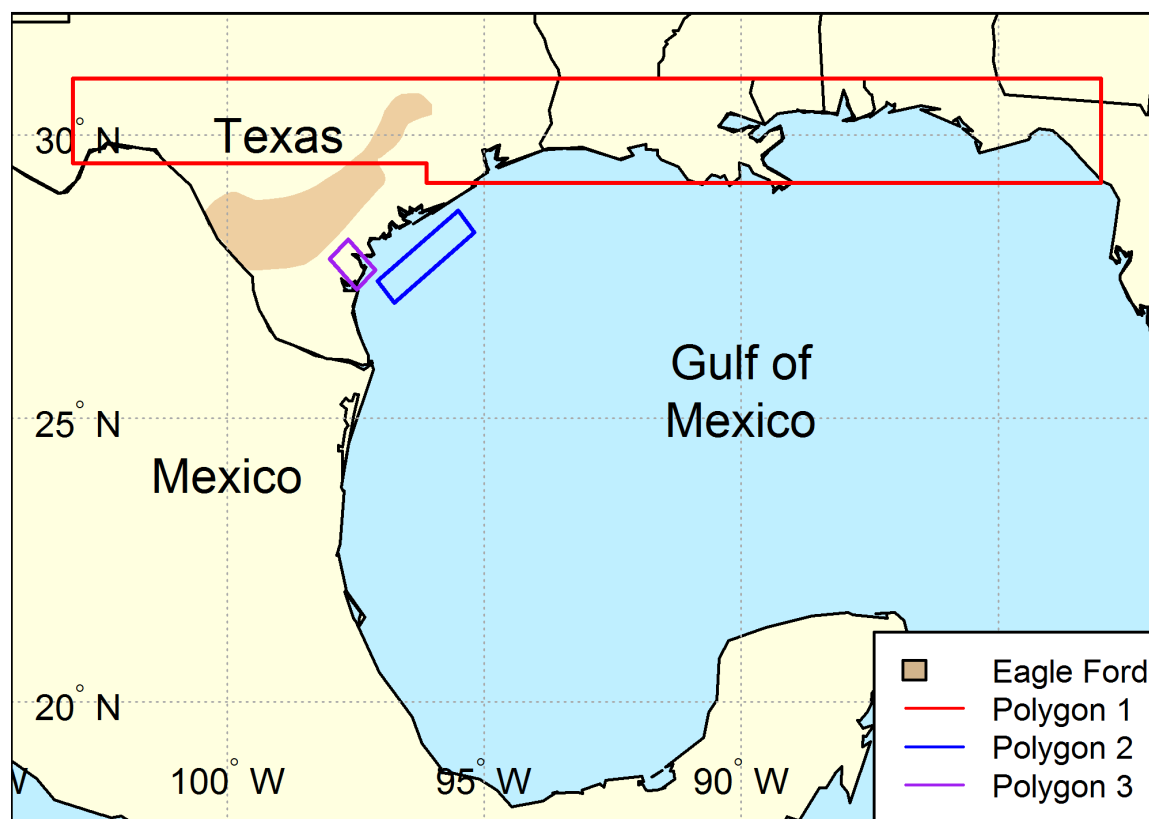 30° N
Texas
Gulf of
Mexico
25° N
Mexico
20° N
W
100° W
95° W
90° W
Eagle Ford
Polygon 1
Polygon 2
Polygon 3